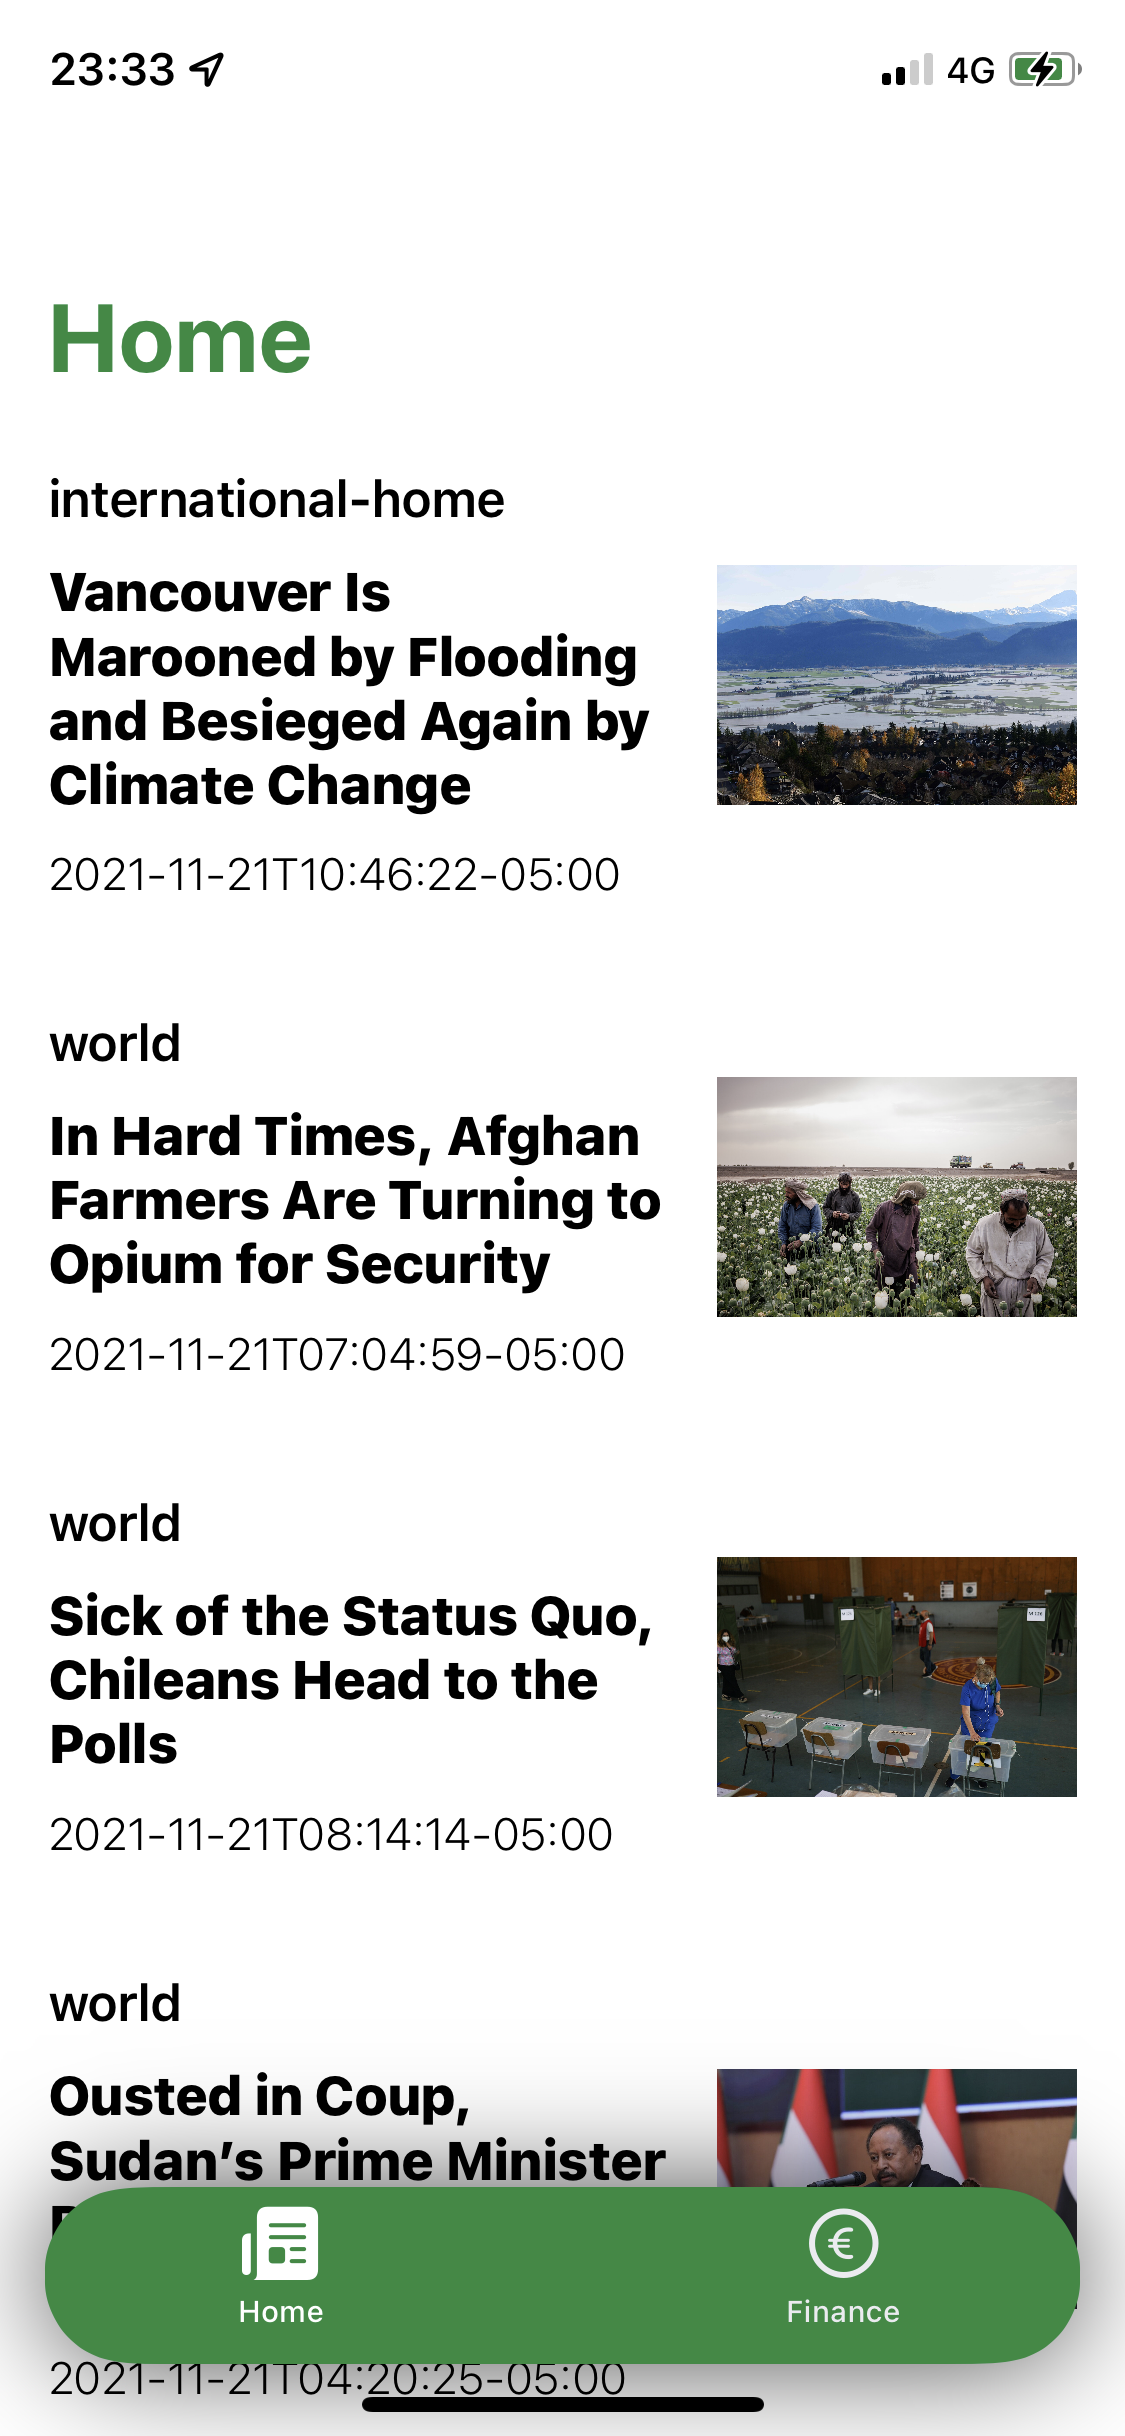 23:33
4G
Home
international-home
Vancouver Is
Marooned by Flooding
and Besieged Again by
Climate Change
2021-11-21T10:46:22-05:00
world
In Hard Times, Afghan
Farmers Are Turning to
Opium for Security
2021-11-21T07:04:59-05:00
world
Sick of the Status Quo,
Chileans Head to the
Polls
2021-11-21T08:14:14-05:00
world
Ousted in Coup,
Sudan’s Prime Minister
Home
Finance
2021-11-21T04:20:25-05:00